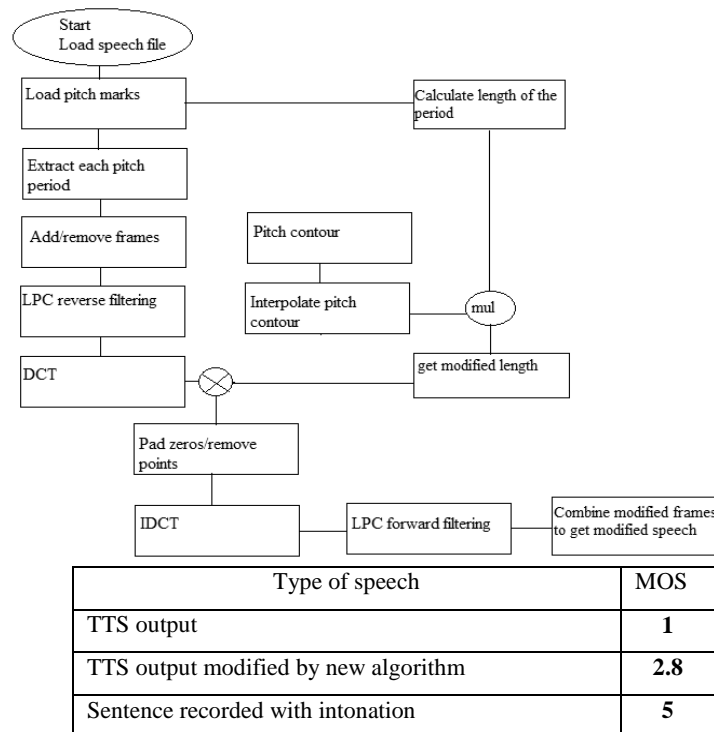 Start
Load speech file
Load pitch marks
Calculate length of the
period
Extract each pitch
period
Add/remove frames
Pitch contour
LPC reverse filtering
Interpolate pitch
contour
mul
DCT
get modified length
Pad zeros/remove
points
IDCT
LPC forward filtering
Combine modified frames
to get modified speech
Type of speech MOS
TTS output 1
TTS output modified by new algorithm 2.8
Sentence recorded with intonation 5